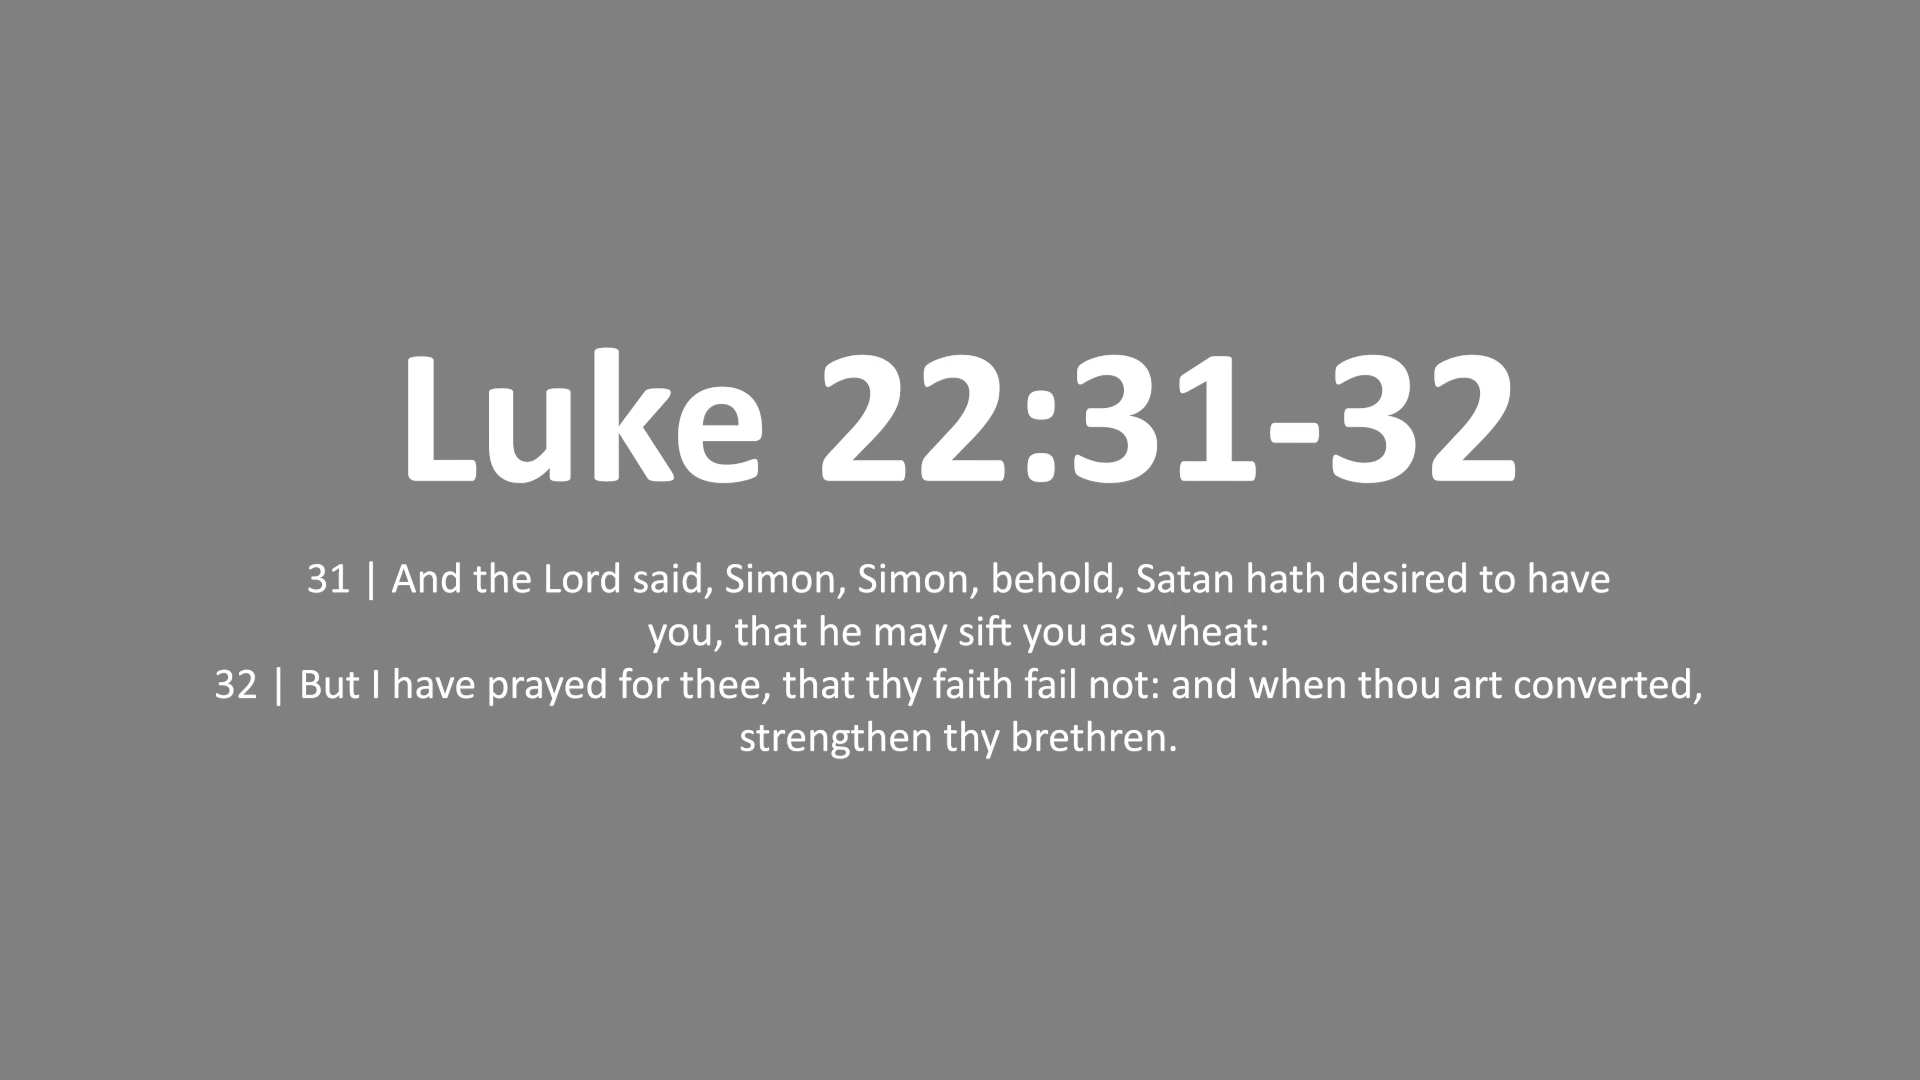 Luke 22:31-32
31 | And the Lord said, Simon, Simon, behold, Satan hath desired to have
you, that he may sift you as wheat:
32 | But I have prayed for thee, that thy faith fail not: and when thou art converted,
strengthen thy brethren.